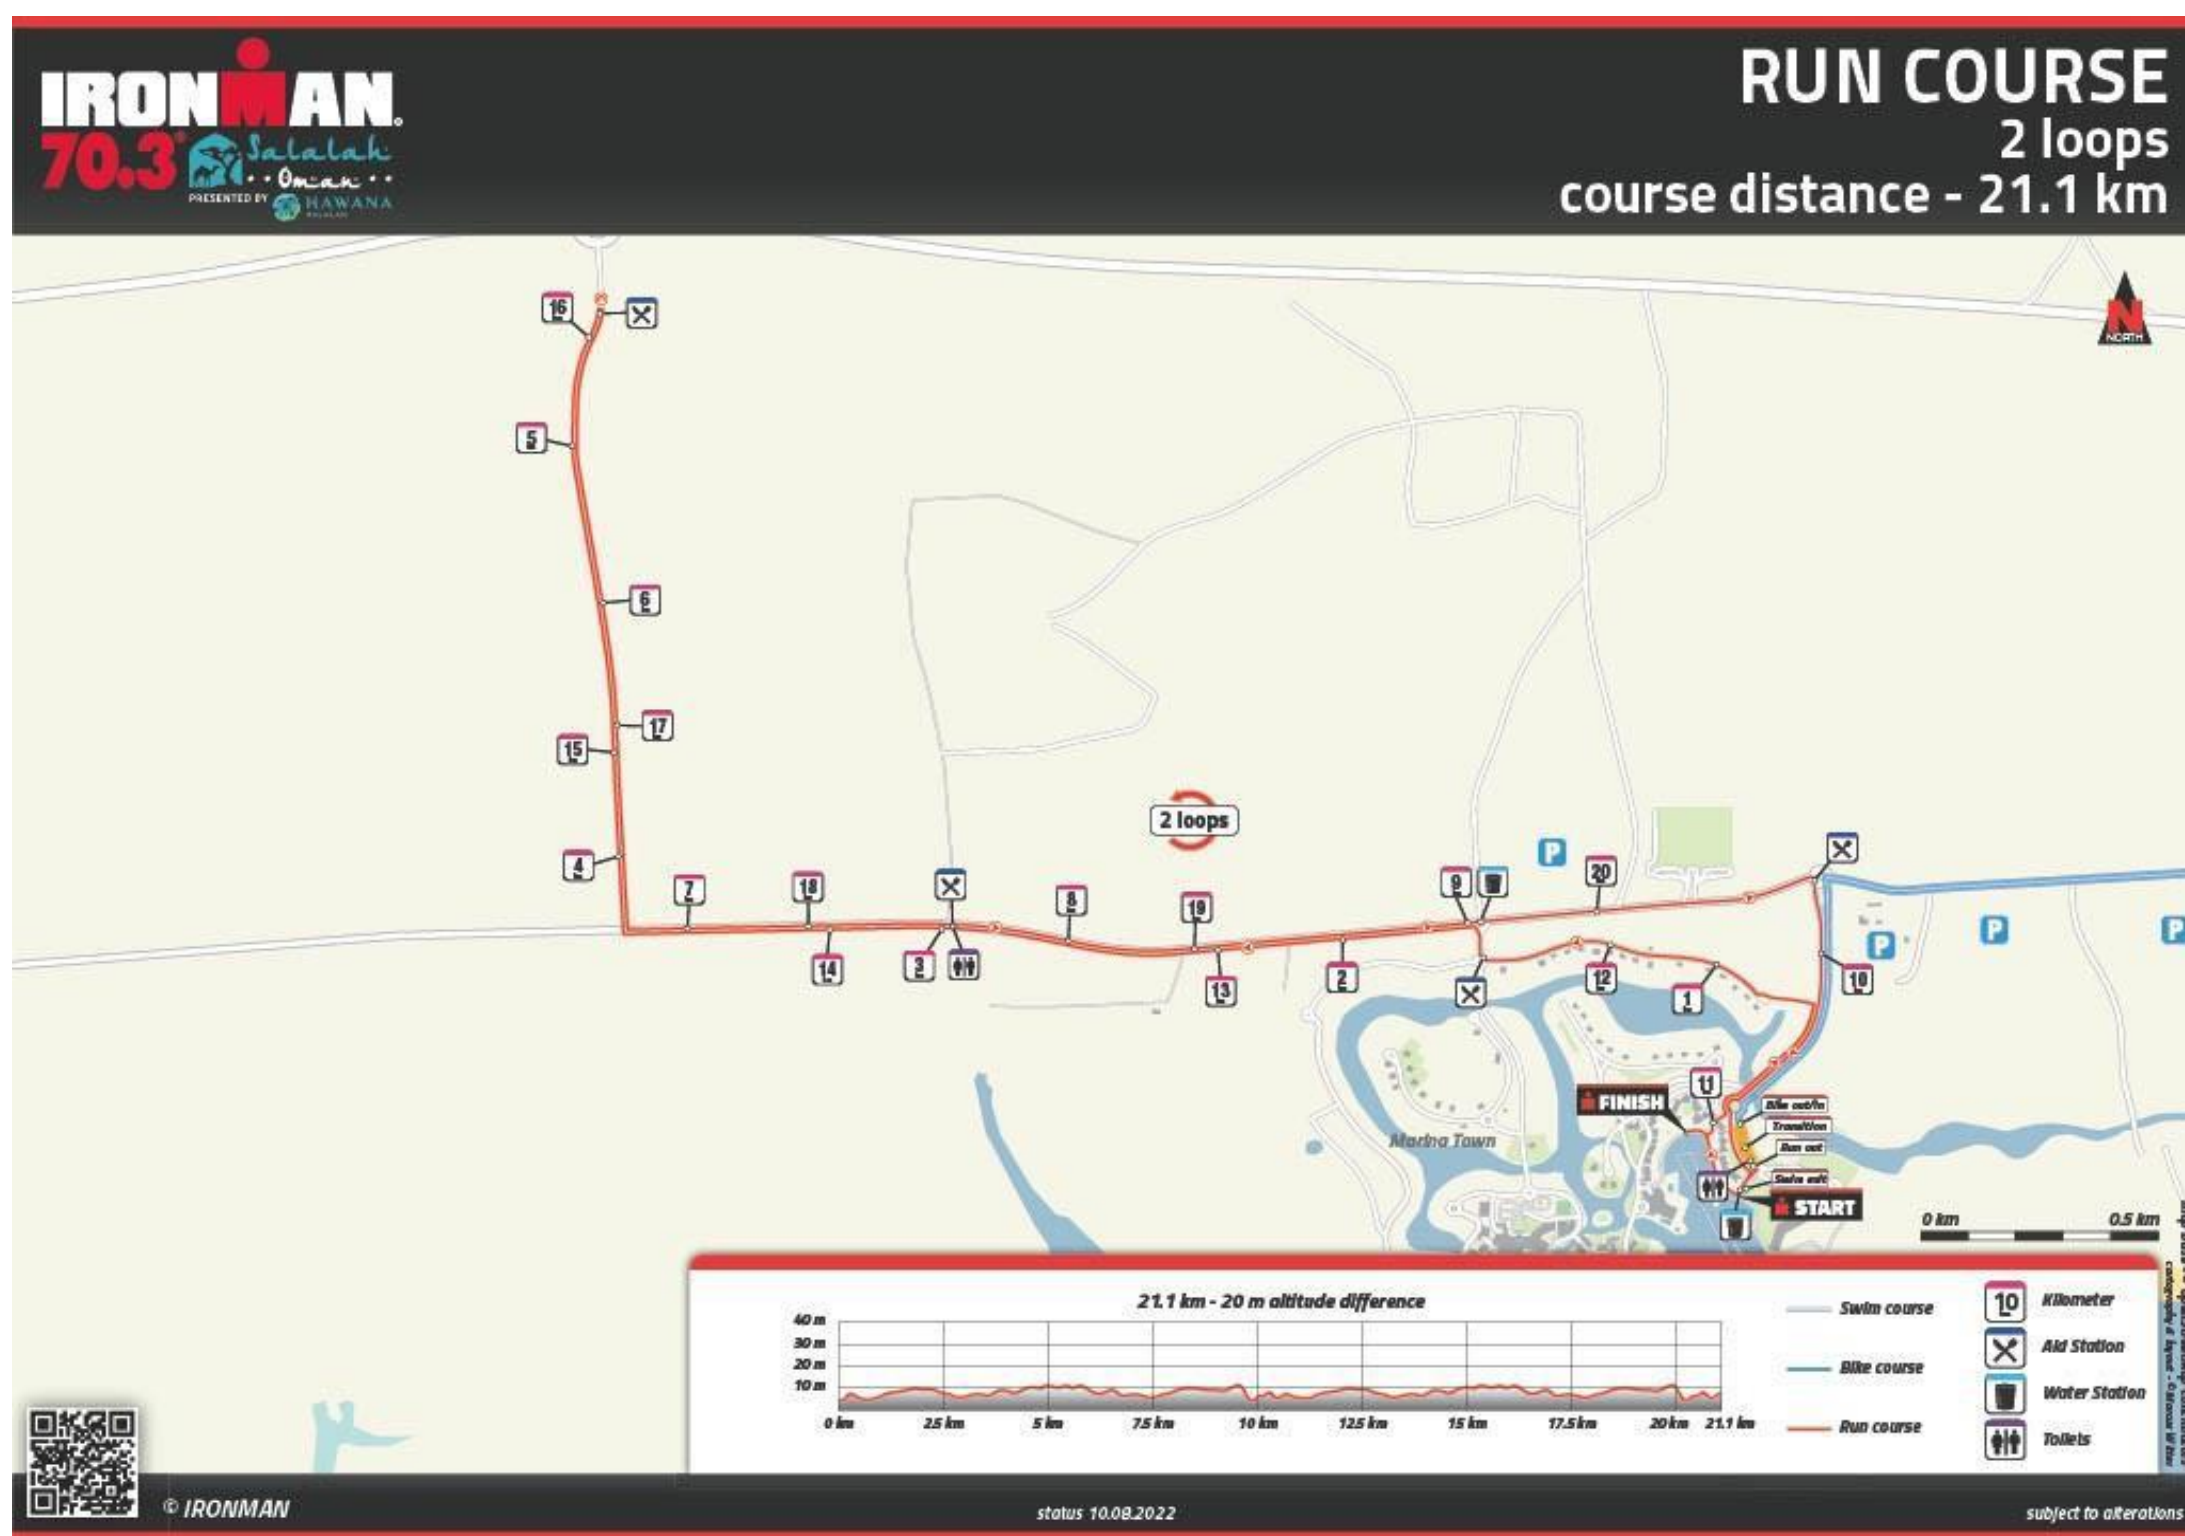 IRONMAN®
70.3® Salalah
Oman
PRESENTED BY HAWANA
SALALAH
RUN COURSE
2 loops
course distance - 21.1 km
N
NORTH
16
5
6
17
15
4
7
18
14
3
8
19
13
2 loops
2
9
P
20
12
1
10
P
P
P
11
FINISH
Marina Town
Bike out/in
Transition
Run out
Swim exit
START
0 km
0.5 km
21.1 km - 20 m altitude difference
40 m
30 m
20 m
10 m
0 km
2.5 km
5 km
7.5 km
10 km
12.5 km
15 km
17.5 km
20 km
21.1 km
Swim course
Bike course
Run course
10
Kilometer
Aid Station
Water Station
Toilets
© IRONMAN
status 10.08.2022
subject to alterations